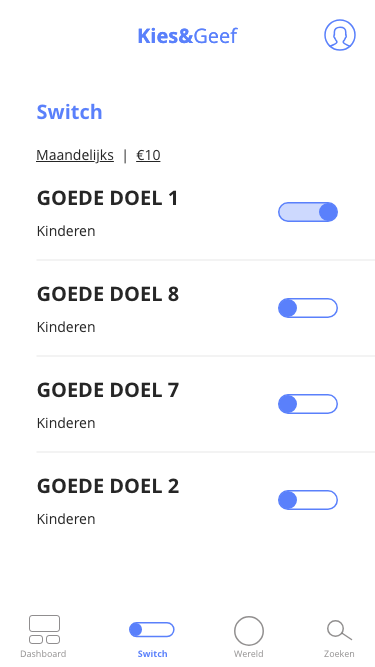 Kies&Geef
Switch
Maandelijks | €10
GOEDE DOEL 1
Kinderen
GOEDE DOEL 8
Kinderen
GOEDE DOEL 7
Kinderen
GOEDE DOEL 2
Kinderen
Dashboard Switch Wereld Zoeken